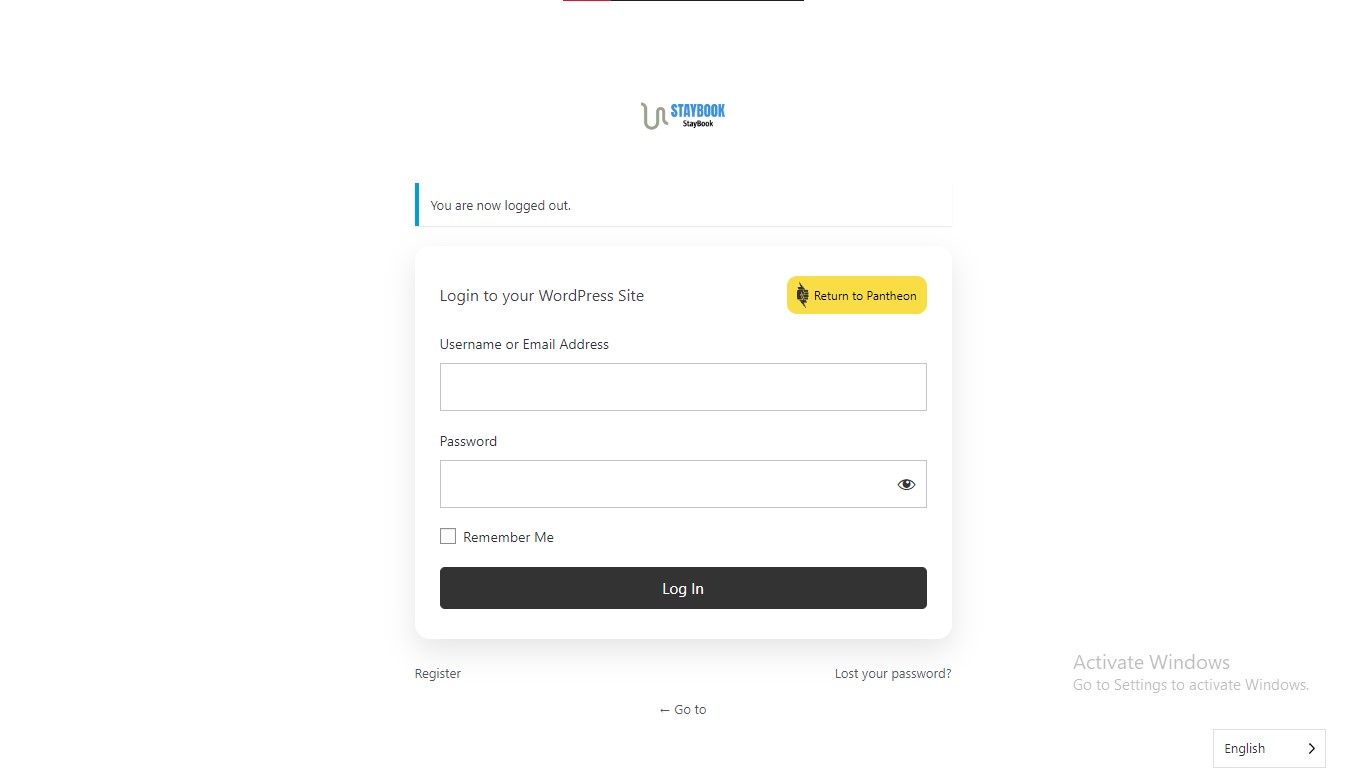 STAYBOOK
StayBook
You are now logged out.
Login to your WordPress Site
Return to Pantheon
Username or Email Address
Password
Remember Me
Log In
Register
Lost your password?
← Go to
Activate Windows
Go to Settings to activate Windows.
English